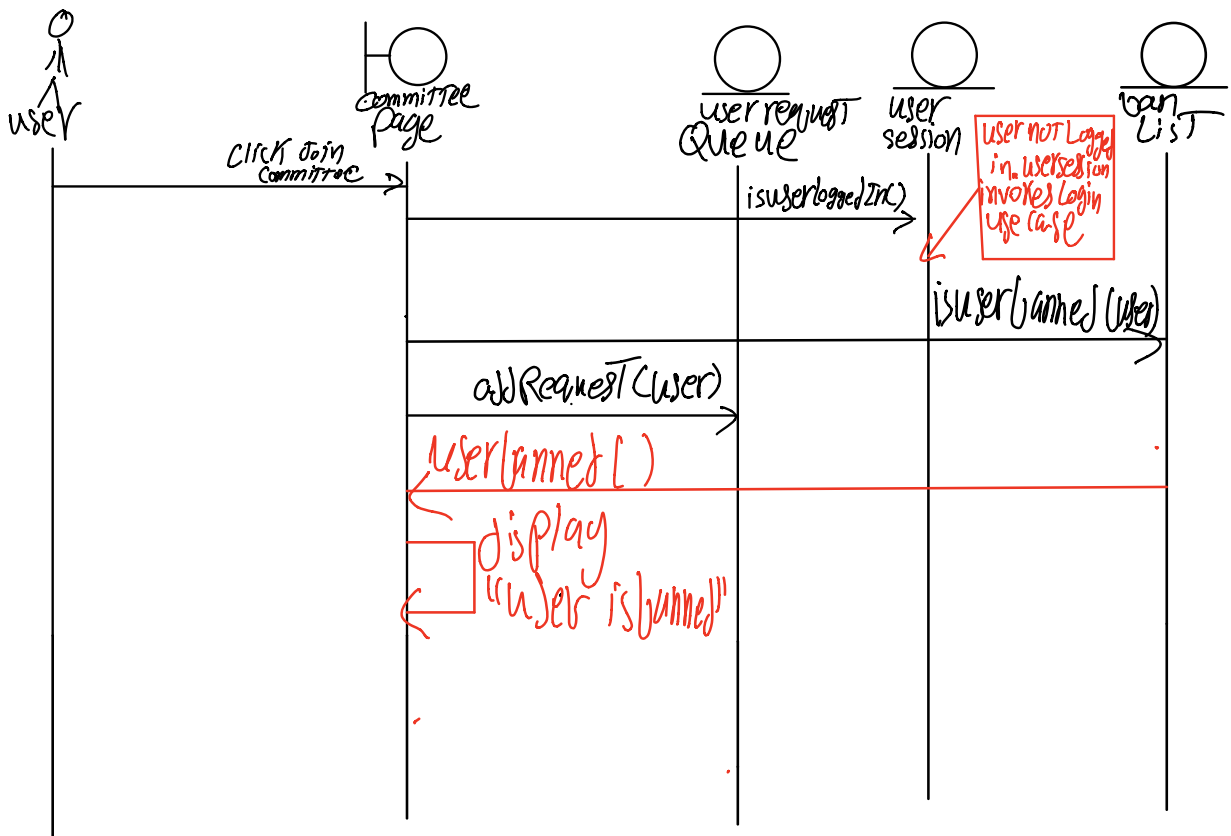 user
committee
page
user request
Queue
user
session
ban
List
click Join
committee
isuserloggedIn()
user not Logged
in. usersession
invokes Login
use case
isuserbanned (user)
addRequest(user)
userbanned()
display
"user is banned"